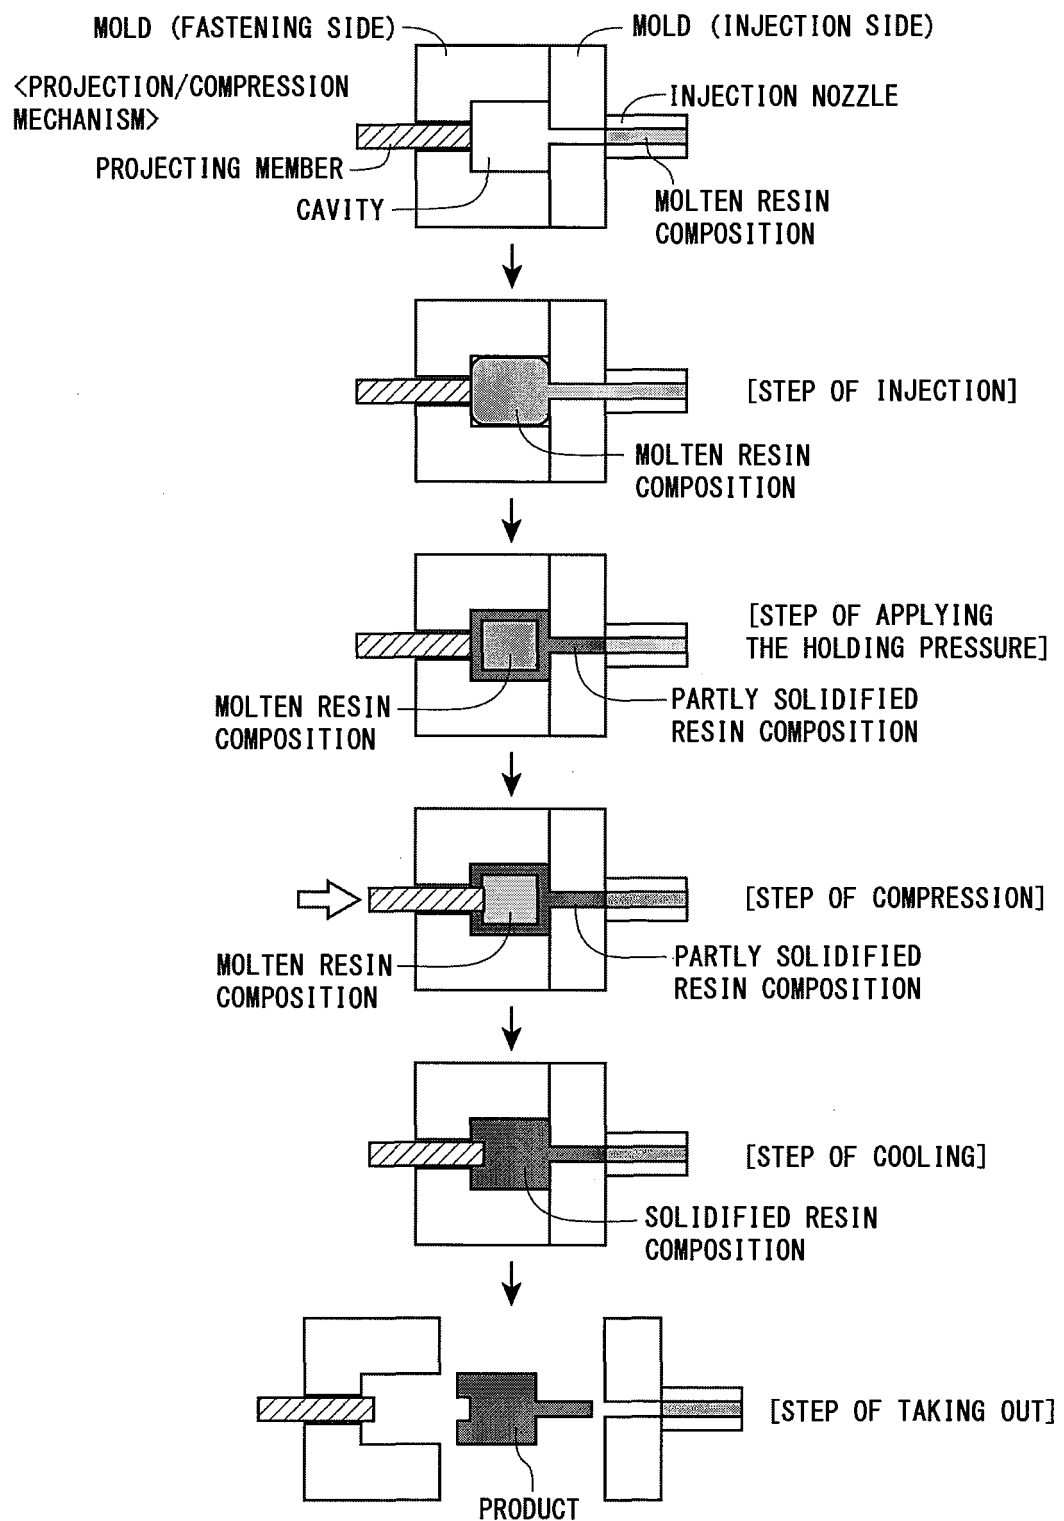 MOLD (FASTENING SIDE)
MOLD (INJECTION SIDE)
<PROJECTION/COMPRESSION
MECHANISM>
INJECTION NOZZLE
PROJECTING MEMBER
CAVITY
MOLTEN RESIN
COMPOSITION
[STEP OF INJECTION]
MOLTEN RESIN
COMPOSITION
[STEP OF APPLYING
THE HOLDING PRESSURE]
MOLTEN RESIN
COMPOSITION
PARTLY SOLIDIFIED
RESIN COMPOSITION
[STEP OF COMPRESSION]
MOLTEN RESIN
COMPOSITION
PARTLY SOLIDIFIED
RESIN COMPOSITION
[STEP OF COOLING]
SOLIDIFIED RESIN
COMPOSITION
[STEP OF TAKING OUT]
PRODUCT